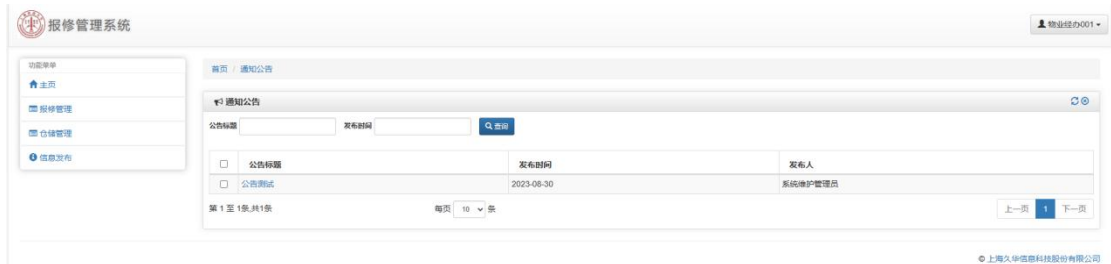 报修管理系统
物业经办001
功能菜单
主页
报修管理
仓储管理
信息发布
首页 / 通知公告
通知公告
公告标题 发布时间 查询
公告标题 发布时间 发布人
公告测试 2023-08-30 系统维护管理员
第 1 至 1条,共1条 每页 10 条 上一页 1 下一页
© 上海久华信息科技股份有限公司